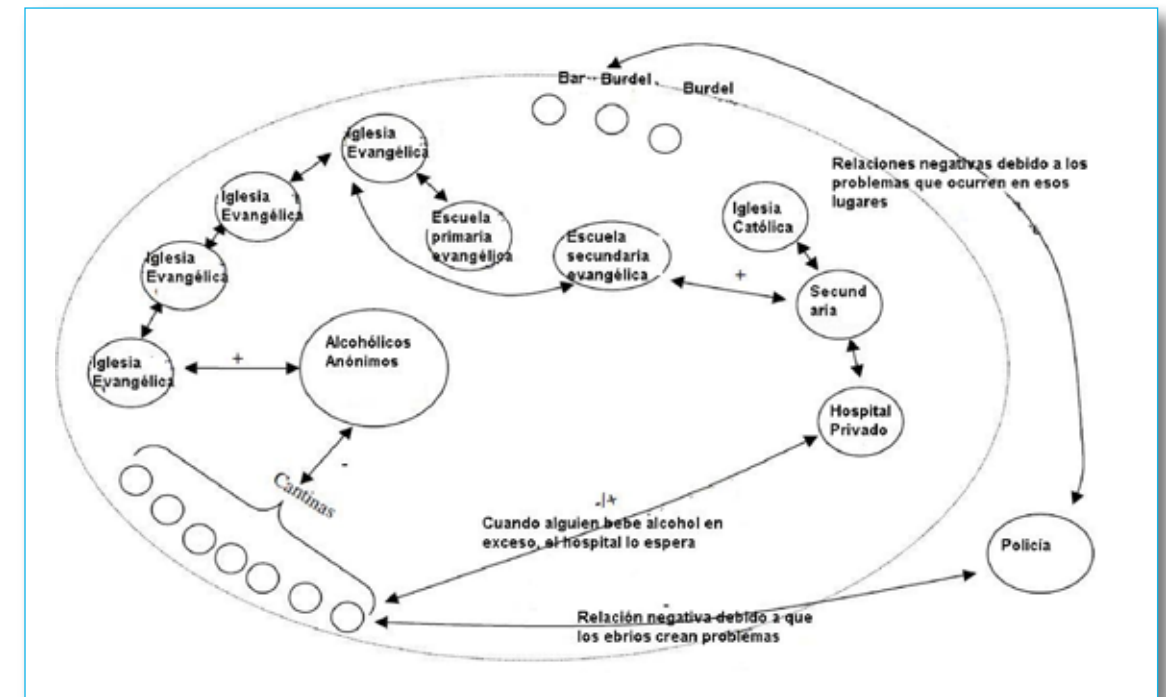 Bar Burdel Burdel
Iglesia
Evangélica
Relaciones negativas debido a los
problemas que ocurren en esos
lugares
Iglesia
Evangélica
Escuela
primaria
evangélica
Escuela
secundaria
evangélica
Iglesia
Católica
Iglesia
Evangélica
+
Secund
aria
Alcohólicos
Anónimos
Iglesia
Evangélica
+
Hospital
Privado
-
Cantinas
-/+
Cuando alguien bebe alcohol en
exceso, el hospital lo espera
Policía
-
Relación negativa debido a que
los ebrios crean problemas